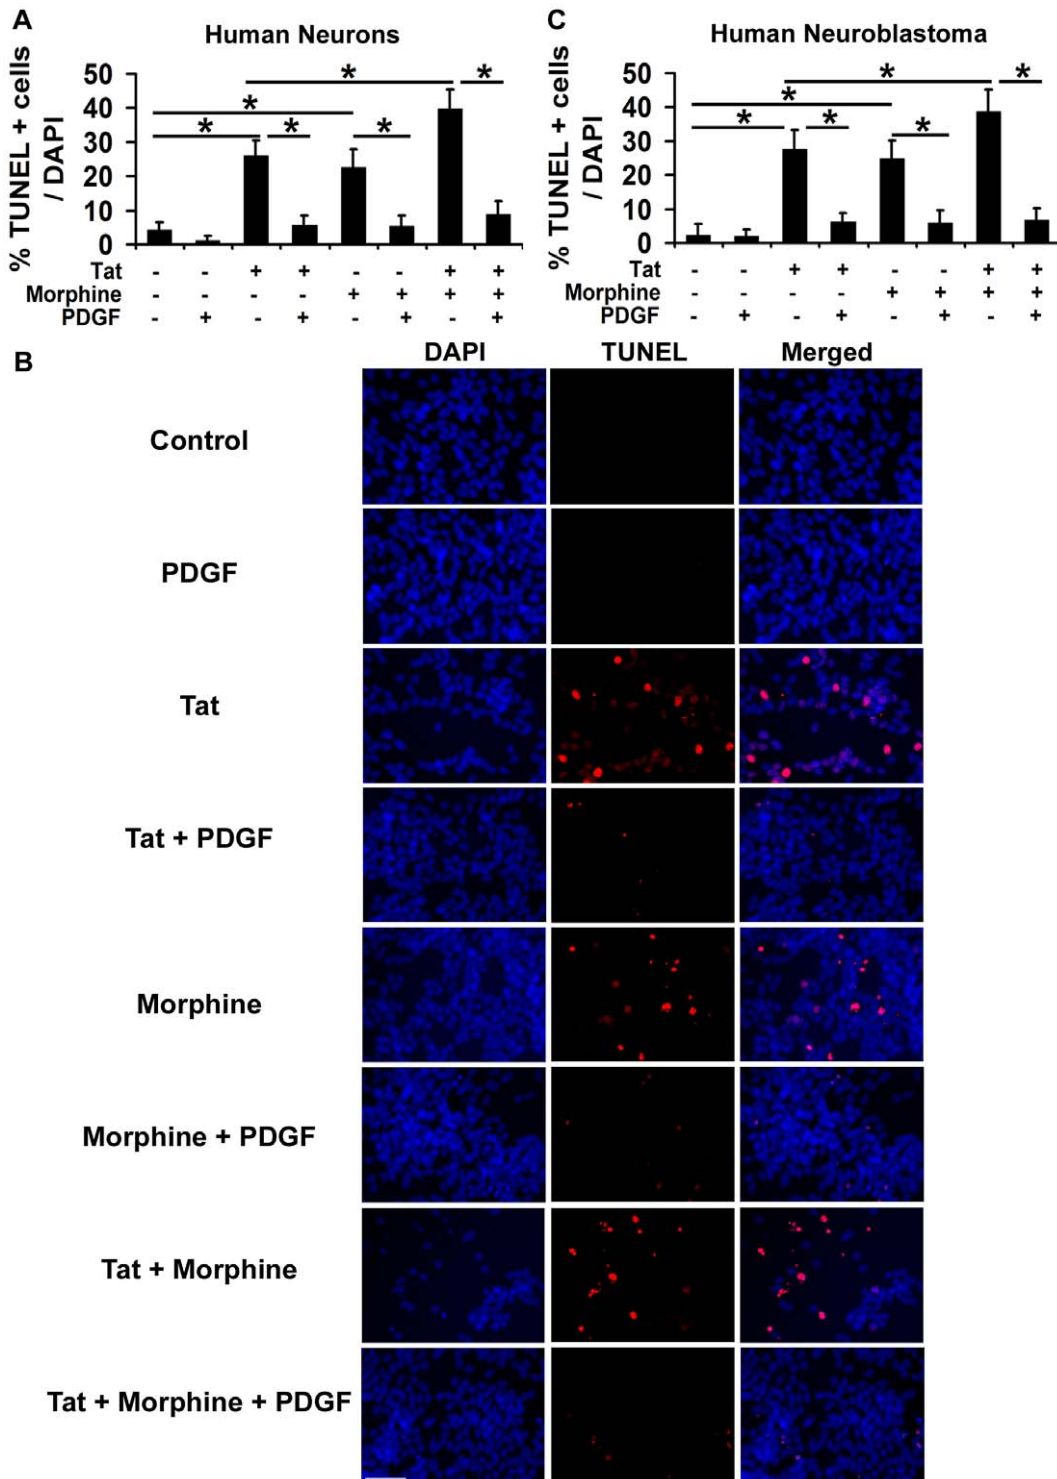 A
Human Neurons
% TUNEL + cells
/ DAPI
50
40
30
20
10
0
* *
* * *
* *
Tat - - + + - - + +
Morphine - - - - + + + +
PDGF - + - + - + - +
C
Human Neuroblastoma
% TUNEL + cells
/ DAPI
50
40
30
20
10
0
* *
*
* * *
Tat - - + + - - + +
Morphine - - - - + + + +
PDGF - + - + - + - +
B
DAPI TUNEL Merged
Control
PDGF
Tat
Tat + PDGF
Morphine
Morphine + PDGF
Tat + Morphine
Tat + Morphine + PDGF